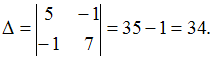 Δ = |5 −1; −1 7| = 35 − 1 = 34.